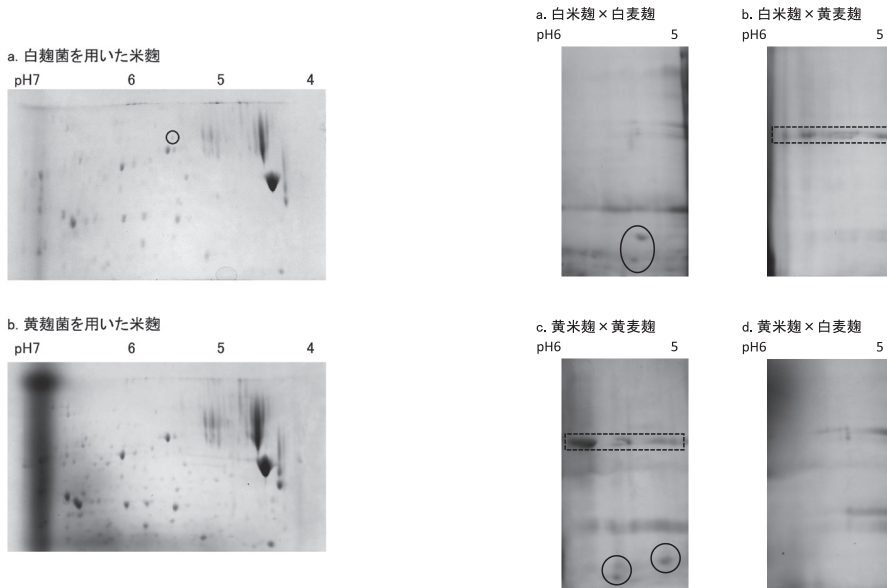 a. 白麹菌を用いた米麹
pH7 6 5 4
b. 黄麹菌を用いた米麹
pH7 6 5 4
a. 白米麹×白麦麹
pH6 5
b. 白米麹×黄麦麹
pH6 5
c. 黄米麹×黄麦麹
pH6 5
d. 黄米麹×白麦麹
pH6 5